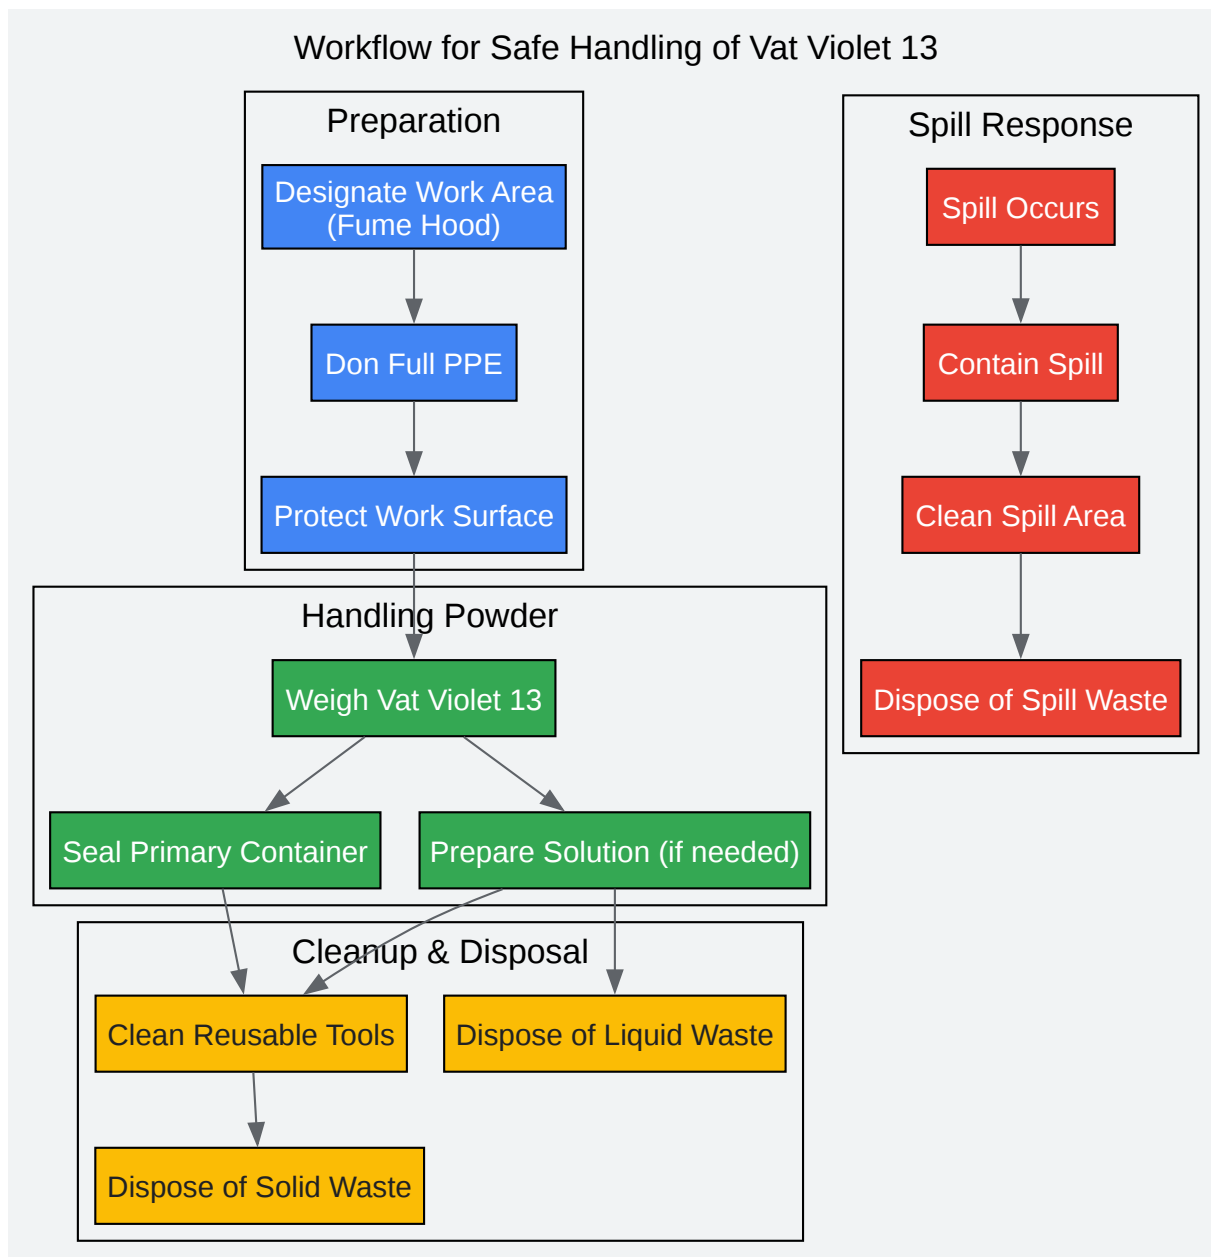 Workflow for Safe Handling of Vat Violet 13
Preparation
Designate Work Area
(Fume Hood)
Don Full PPE
Protect Work Surface
Handling Powder
Weigh Vat Violet 13
Seal Primary Container
Prepare Solution (if needed)
Cleanup & Disposal
Clean Reusable Tools
Dispose of Liquid Waste
Dispose of Solid Waste
Spill Response
Spill Occurs
Contain Spill
Clean Spill Area
Dispose of Spill Waste